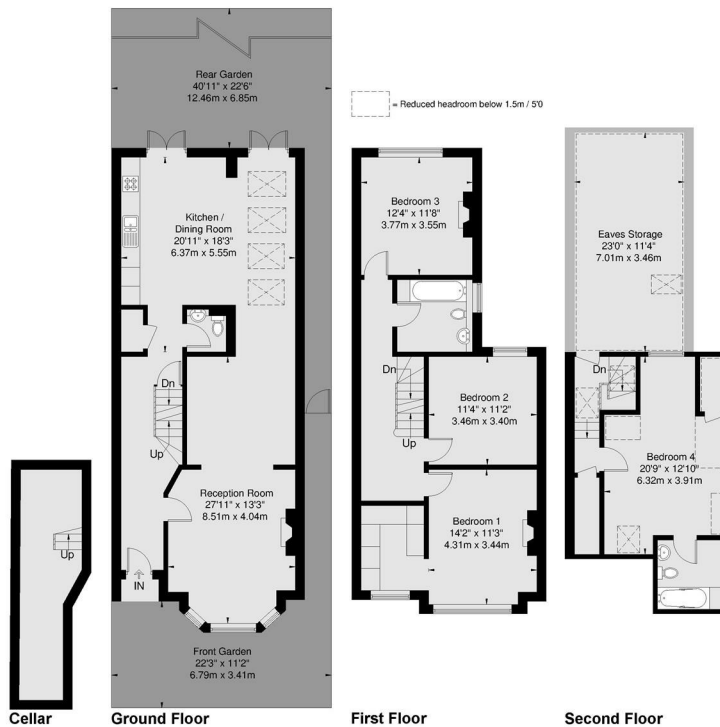 Rear Garden
40'11" x 22'6"
12.46m x 6.85m
= Reduced headroom below 1.5m / 5'0
Kitchen /
Dining Room
20'11" x 18'3"
6.37m x 5.55m
Dn
Up
Reception Room
27'11" x 13'3"
8.51m x 4.04m
IN
Front Garden
22'3" x 11'2"
6.79m x 3.41m
Up
Bedroom 3
12'4" x 11'8"
3.77m x 3.55m
Dn
Up
Bedroom 2
11'4" x 11'2"
3.46m x 3.40m
Bedroom 1
14'2" x 11'3"
4.31m x 3.44m
Eaves Storage
23'0" x 11'4"
7.01m x 3.46m
Dn
Bedroom 4
20'9" x 12'10"
6.32m x 3.91m
Cellar
Ground Floor
First Floor
Second Floor